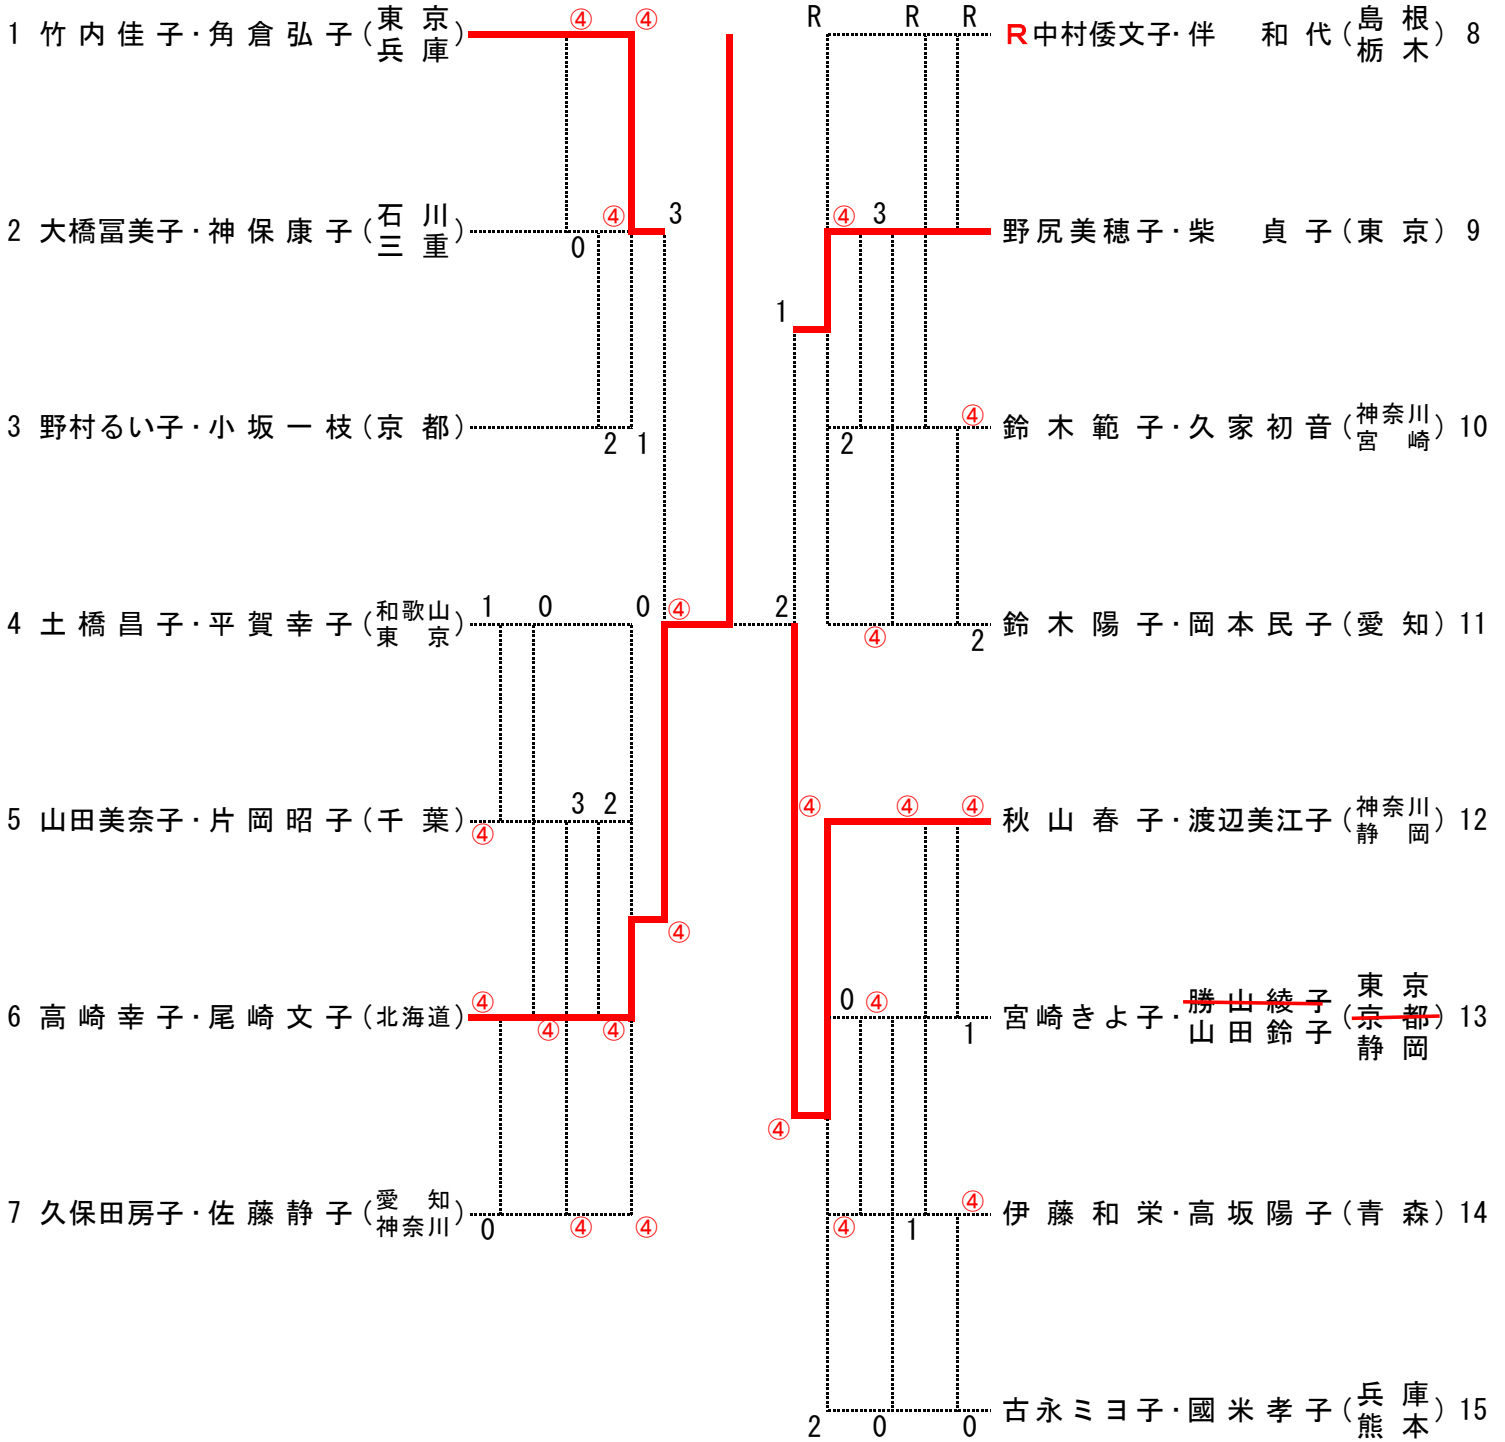 1 竹内佳子・角倉弘子(東京 兵庫)
④ ④
2 大橋冨美子・神保康子(石川 三重)
④ 3
0
3 野村るい子・小坂一枝(京都)
2 1
4 土橋昌子・平賀幸子(和歌山 東京)
1 0 0 ④
5 山田美奈子・片岡昭子(千葉)
3 2
④
④
6 高崎幸子・尾崎文子(北海道)
④
④ ④
7 久保田房子・佐藤静子(愛知 神奈川)
0 ④ ④
R R R
R中村倭文子・伴 和代(島根 栃木) 8
④ 3
野尻美穂子・柴 貞子(東京) 9
1
④
鈴木範子・久家初音(神奈川 宮崎) 10
2
2
鈴木陽子・岡本民子(愛知) 11
④ 2
④ ④ ④
秋山春子・渡辺美江子(神奈川 静岡) 12
0 ④
宮崎きよ子・勝山綾子 山田鈴子(東京 京都 静岡) 13
1
④
④
伊藤和栄・高坂陽子(青森) 14
④ 1
古永ミヨ子・國米孝子(兵庫 熊本) 15
2 0 0